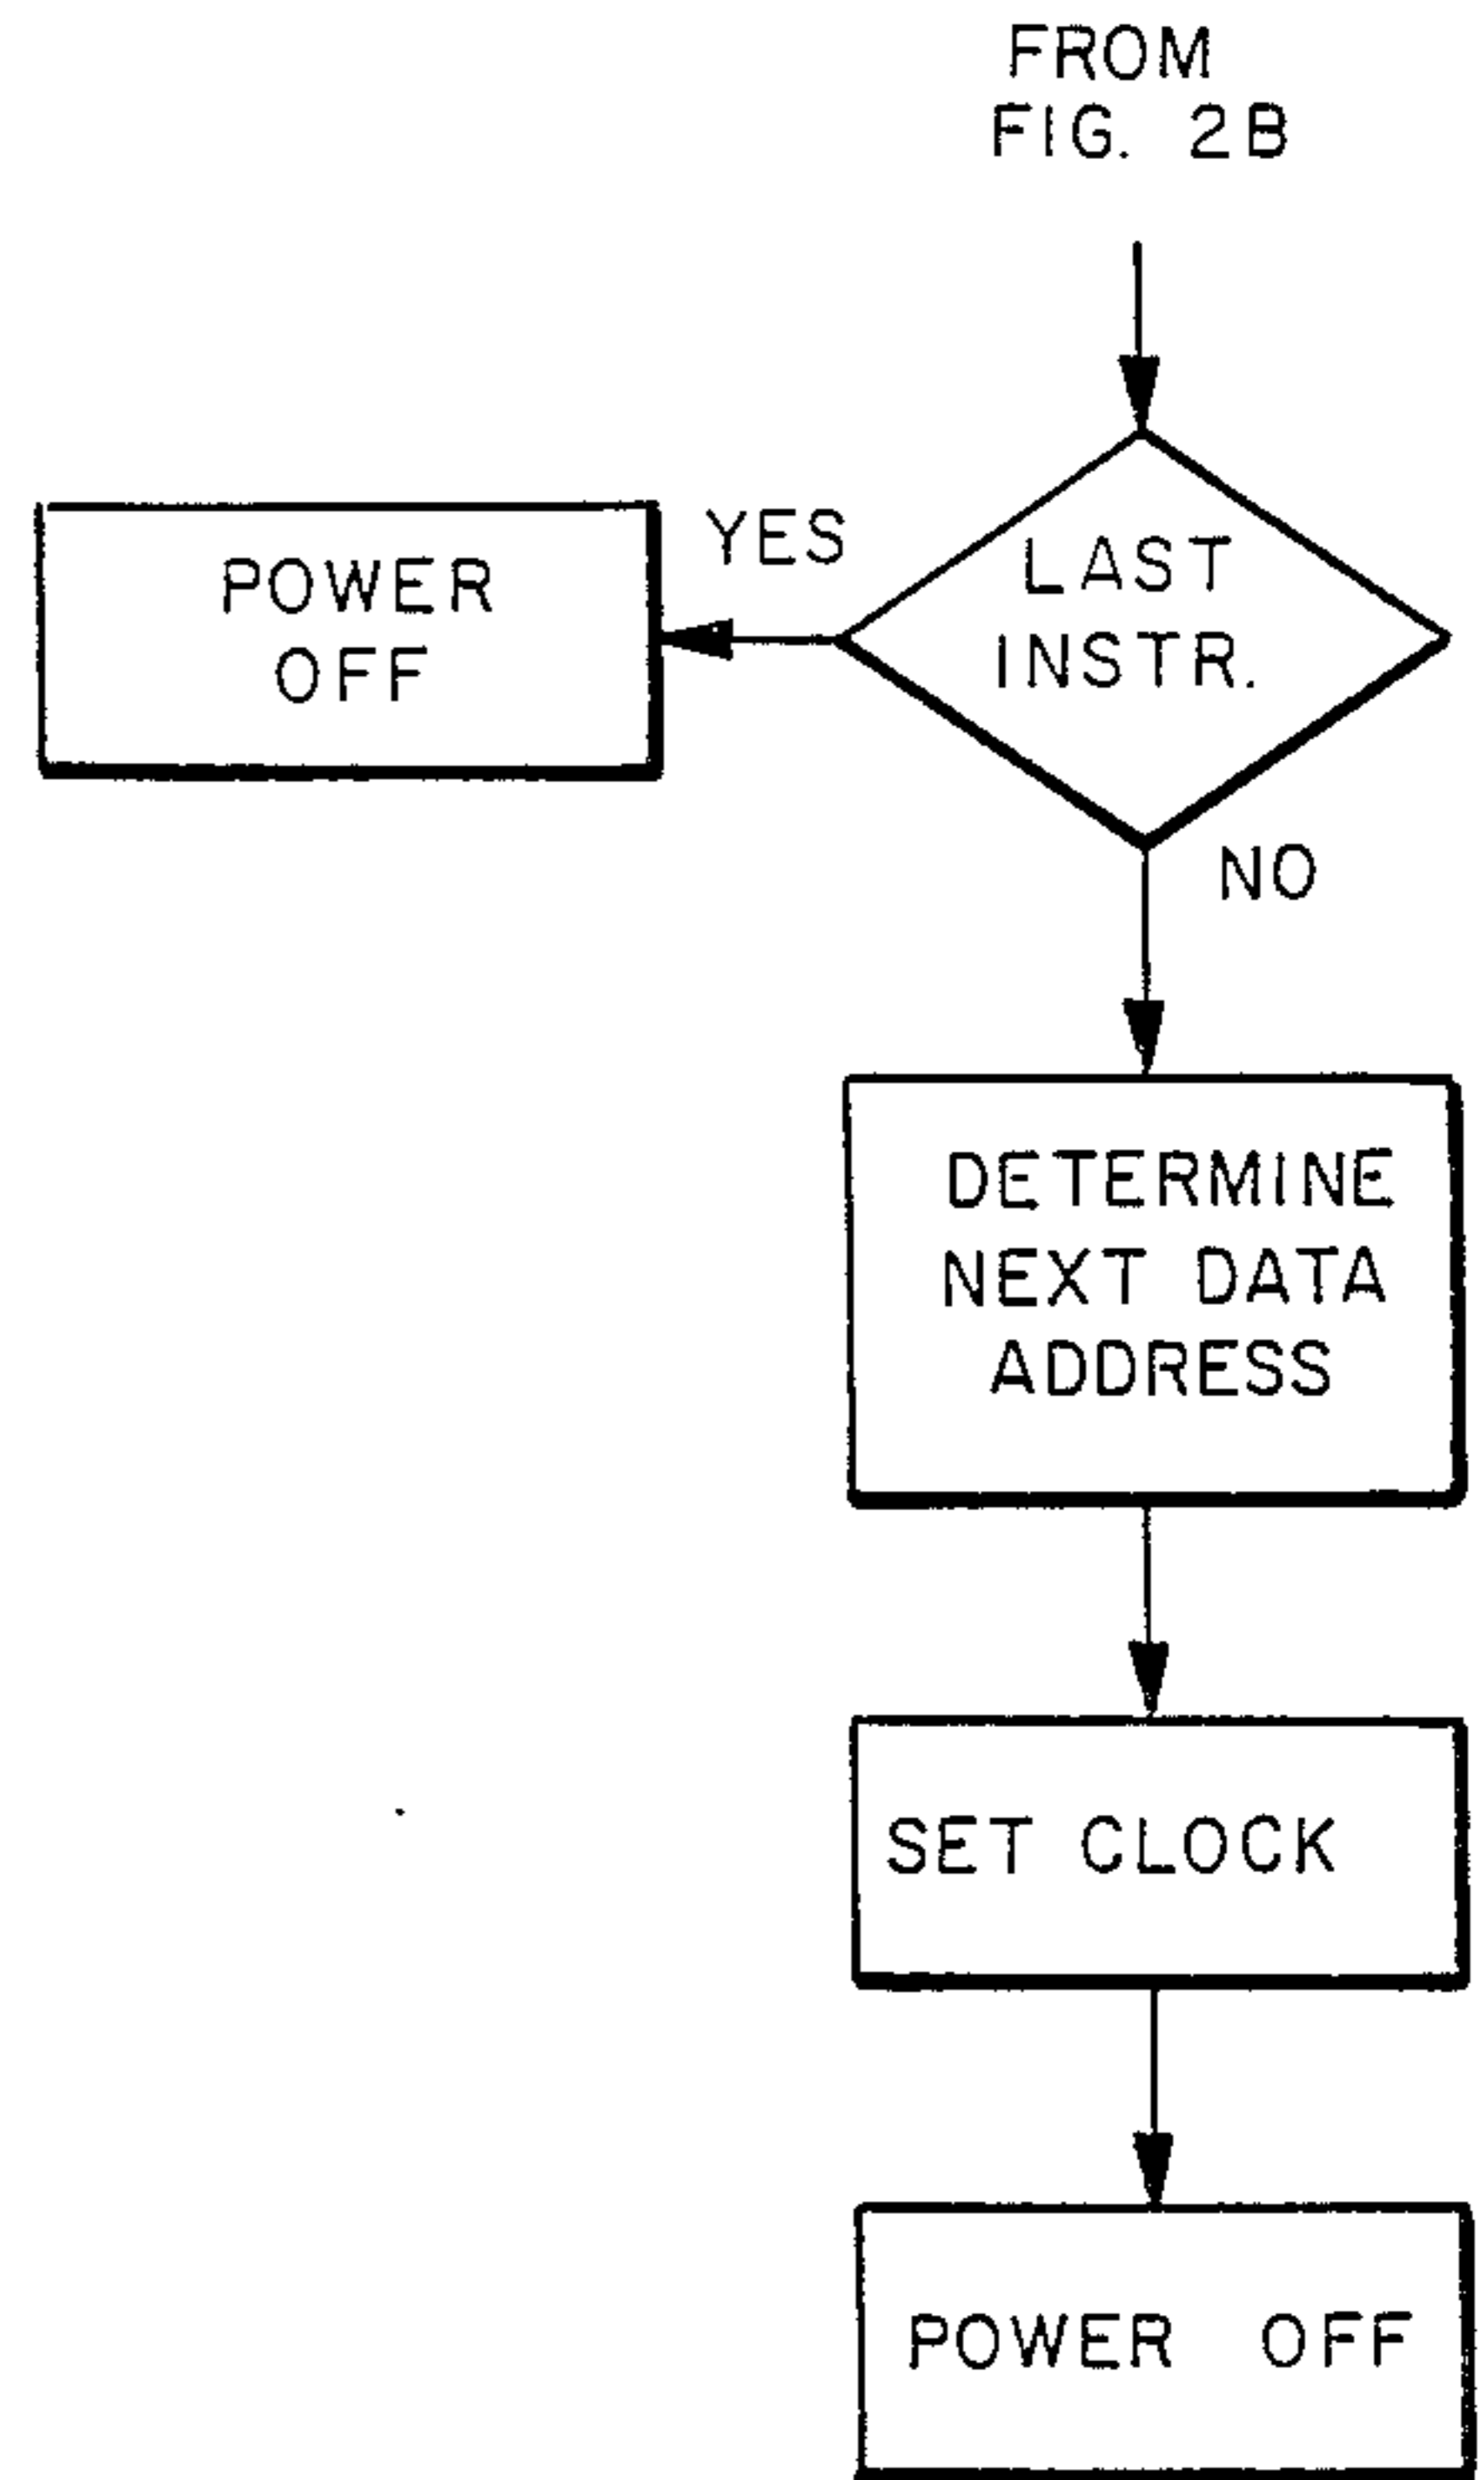 FROM
FIG. 2B
LAST
INSTR.
YES
POWER
OFF
NO
DETERMINE
NEXT DATA
ADDRESS
SET CLOCK
POWER OFF